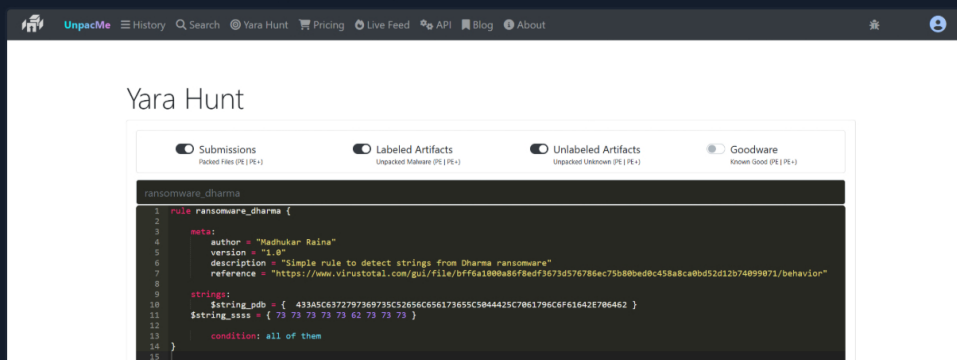 UnpacMe History Search Yara Hunt Pricing Live Feed API Blog About
Yara Hunt
Submissions Labeled Artifacts Unlabeled Artifacts Goodware
Packed Files (PE | PE+) Unpacked Malware (PE | PE+) Unpacked Unknown (PE | PE+) Known Good (PE | PE+)
ransomware_dharma
1 rule ransomware_dharma {
2
3 meta:
4 author = "Madhukar Raina"
5 version = "1.0"
6 description = "Simple rule to detect strings from Dharma ransomware"
7 reference = "https://www.virustotal.com/gui/file/bff6a1000a86f8edf3673d576786ec75b80bed0c458a8ca0bd52d12b74099071/behavior"
8
9 strings:
10 $string_pdb = { 433A5C6372797369735C52656C656173655C5044425C7061796C6F61642E706462 }
11 $string_ssss = { 73 73 73 73 73 62 73 73 73 }
12
13 condition: all of them
14 }
15